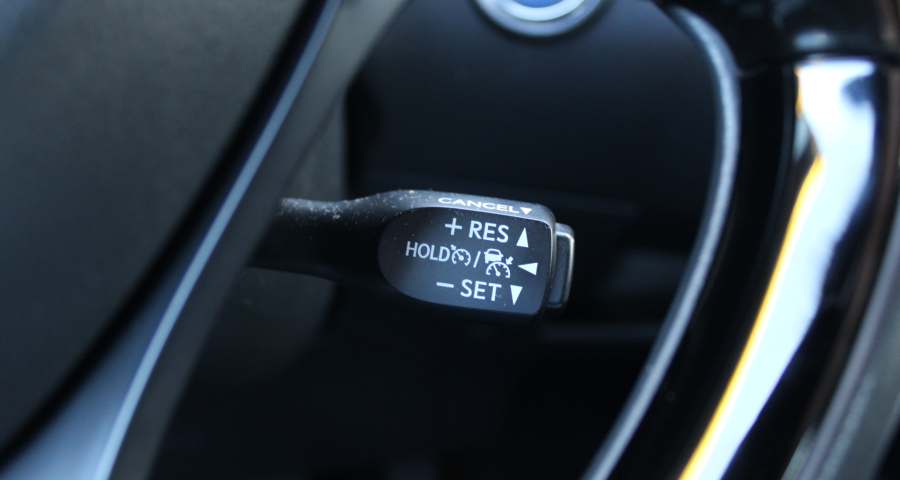 CANCEL▼
+ RES ▲
HOLD / ◀
− SET ▼